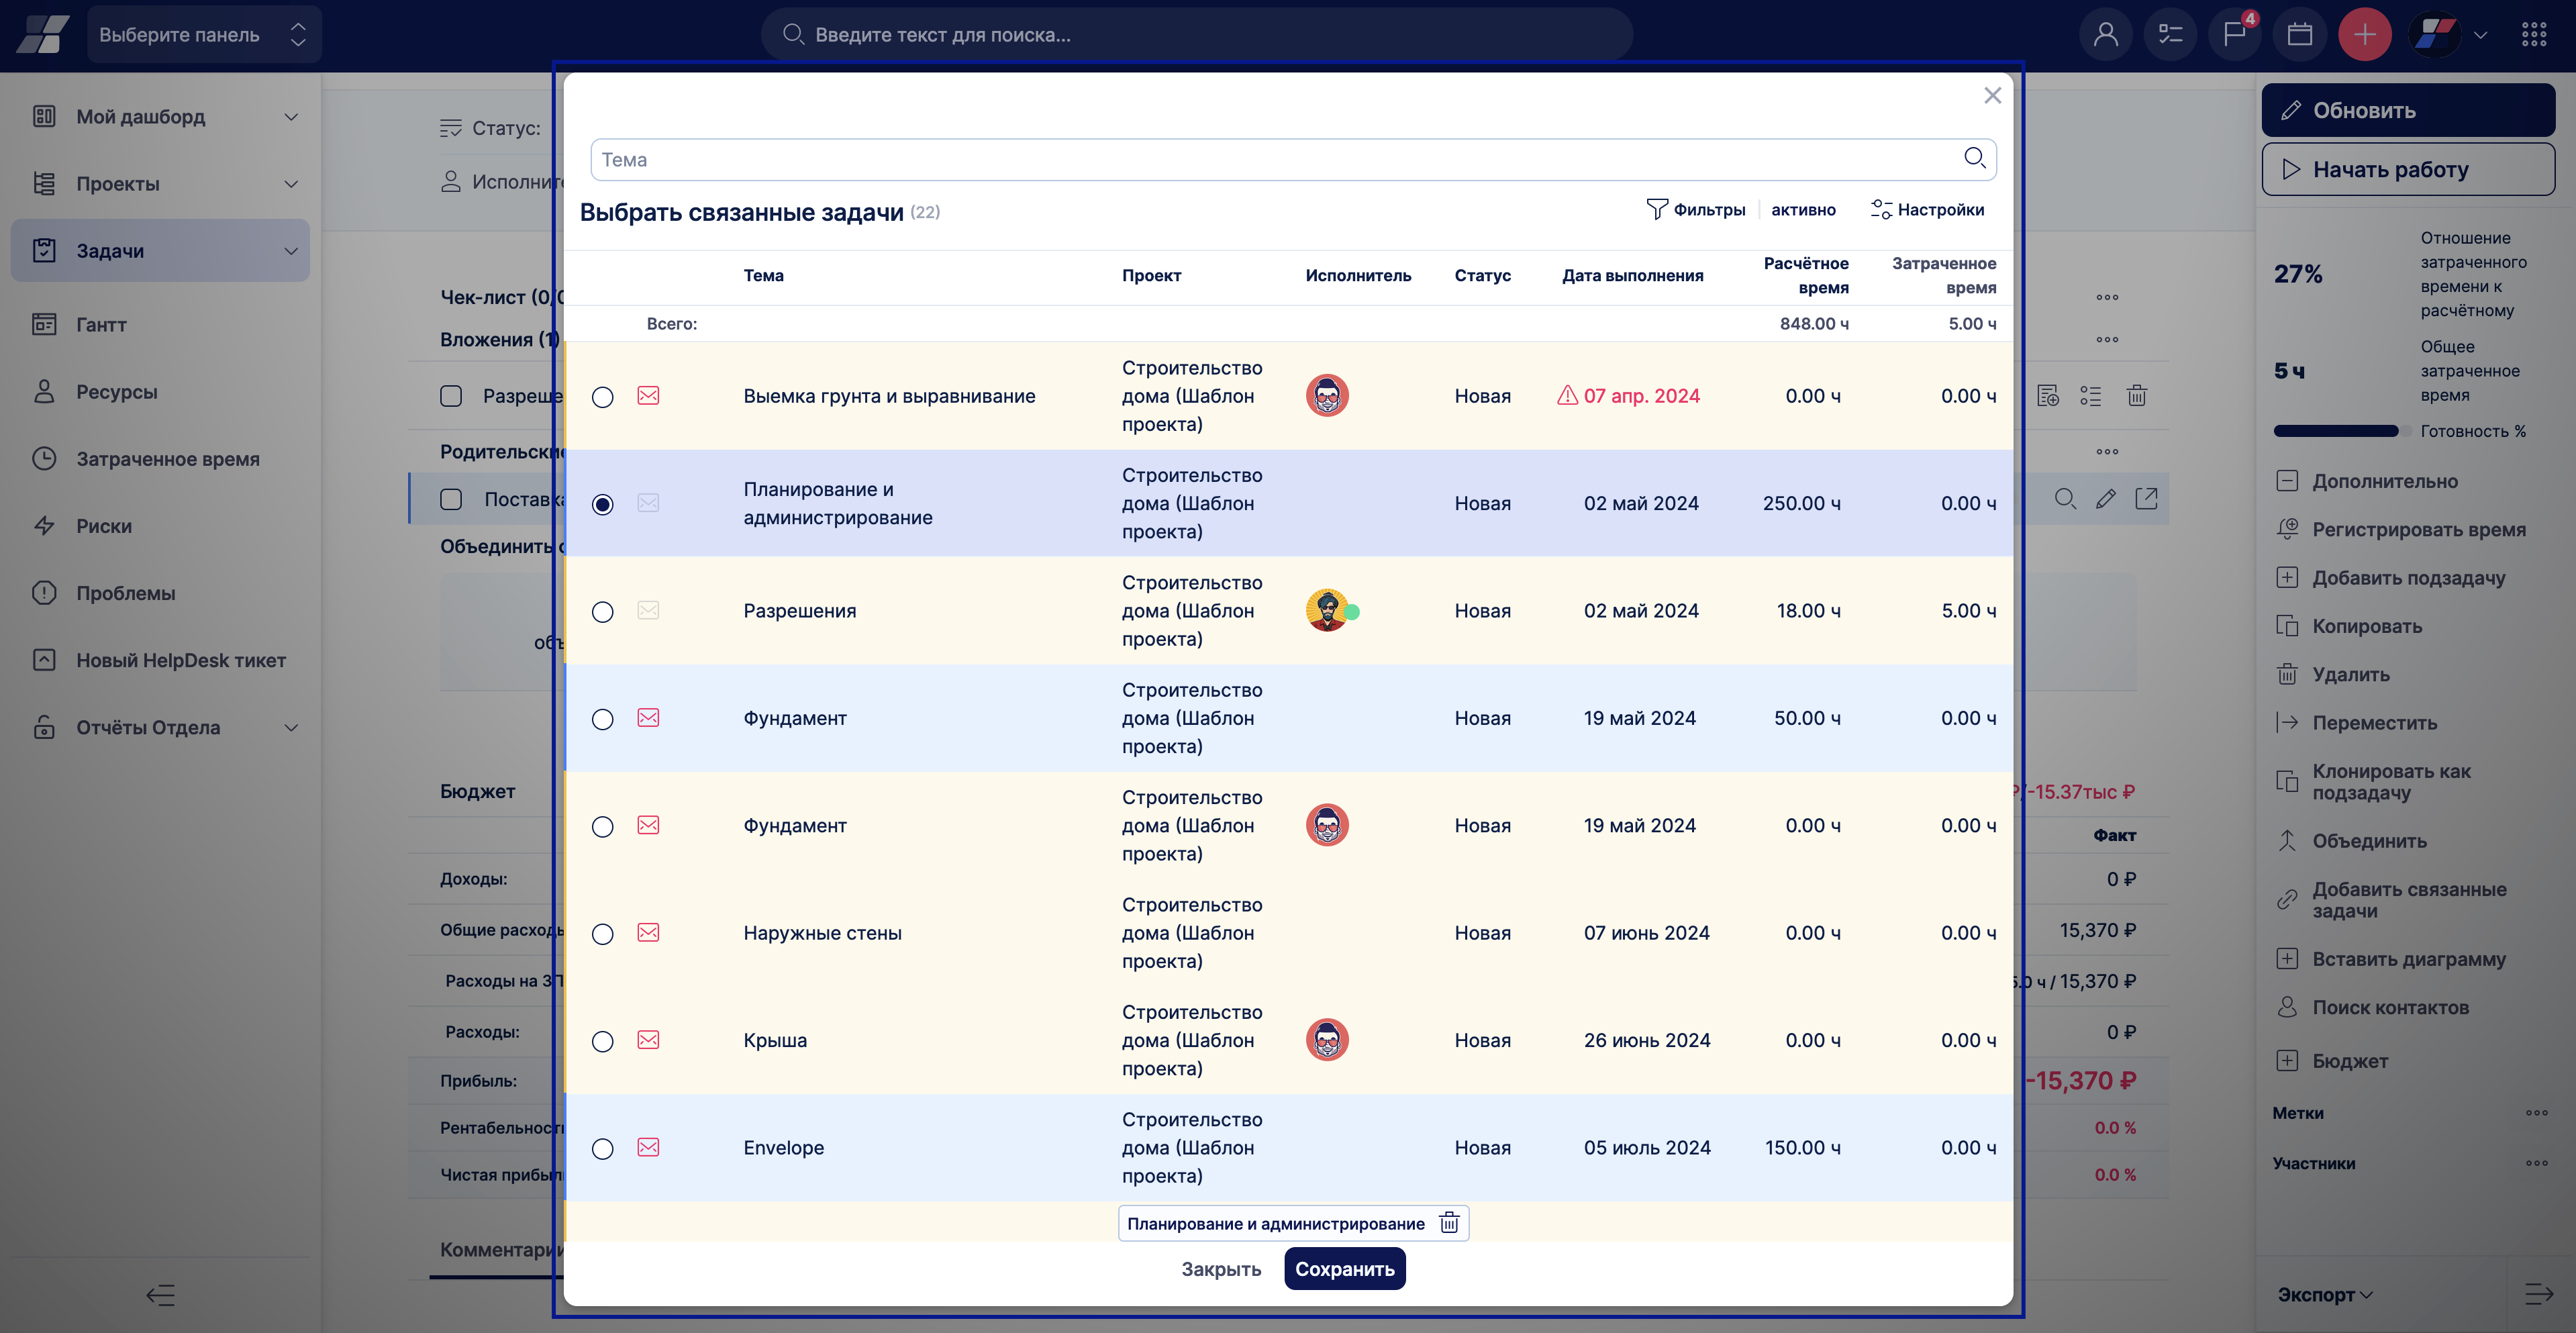 Выберите панель
Введите текст для поиска...
4
Мой дашборд
Проекты
Задачи
Гантт
Ресурсы
Затраченное время
Риски
Проблемы
Новый HelpDesk тикет
Отчёты Отдела
Статус:
Исполнит
Чек-лист (0/0
Вложения (1)
Разреше
Родительские
Поставка
Объединить с
объ
Бюджет
Доходы:
Общие расходы
Расходы на ЗП
Расходы:
Прибыль:
Рентабельност
Чистая прибыл
Комментарии
Тема
Выбрать связанные задачи (22)
Фильтры
активно
Настройки
Тема Проект Исполнитель Статус Дата выполнения Расчётное время Затраченное время
Всего: 848.00 ч 5.00 ч
Выемка грунта и выравнивание Строительство дома (Шаблон проекта) Новая 07 апр. 2024 0.00 ч 0.00 ч
Планирование и администрирование Строительство дома (Шаблон проекта) Новая 02 май 2024 250.00 ч 0.00 ч
Разрешения Строительство дома (Шаблон проекта) Новая 02 май 2024 18.00 ч 5.00 ч
Фундамент Строительство дома (Шаблон проекта) Новая 19 май 2024 50.00 ч 0.00 ч
Фундамент Строительство дома (Шаблон проекта) Новая 19 май 2024 0.00 ч 0.00 ч
Наружные стены Строительство дома (Шаблон проекта) Новая 07 июнь 2024 0.00 ч 0.00 ч
Крыша Строительство дома (Шаблон проекта) Новая 26 июнь 2024 0.00 ч 0.00 ч
Envelope Строительство дома (Шаблон проекта) Новая 05 июль 2024 150.00 ч 0.00 ч
Планирование и администрирование
Закрыть
Сохранить
₽/-15.37тыс ₽
Факт
0 ₽
15,370 ₽
5.0 ч / 15,370 ₽
0 ₽
-15,370 ₽
0.0 %
0.0 %
Обновить
Начать работу
27%
Отношение
затраченного
времени к
расчётному
5 ч
Общее
затраченное
время
Готовность %
Дополнительно
Регистрировать время
Добавить подзадачу
Копировать
Удалить
Переместить
Клонировать как
подзадачу
Объединить
Добавить связанные
задачи
Вставить диаграмму
Поиск контактов
Бюджет
Метки
Участники
Экспорт